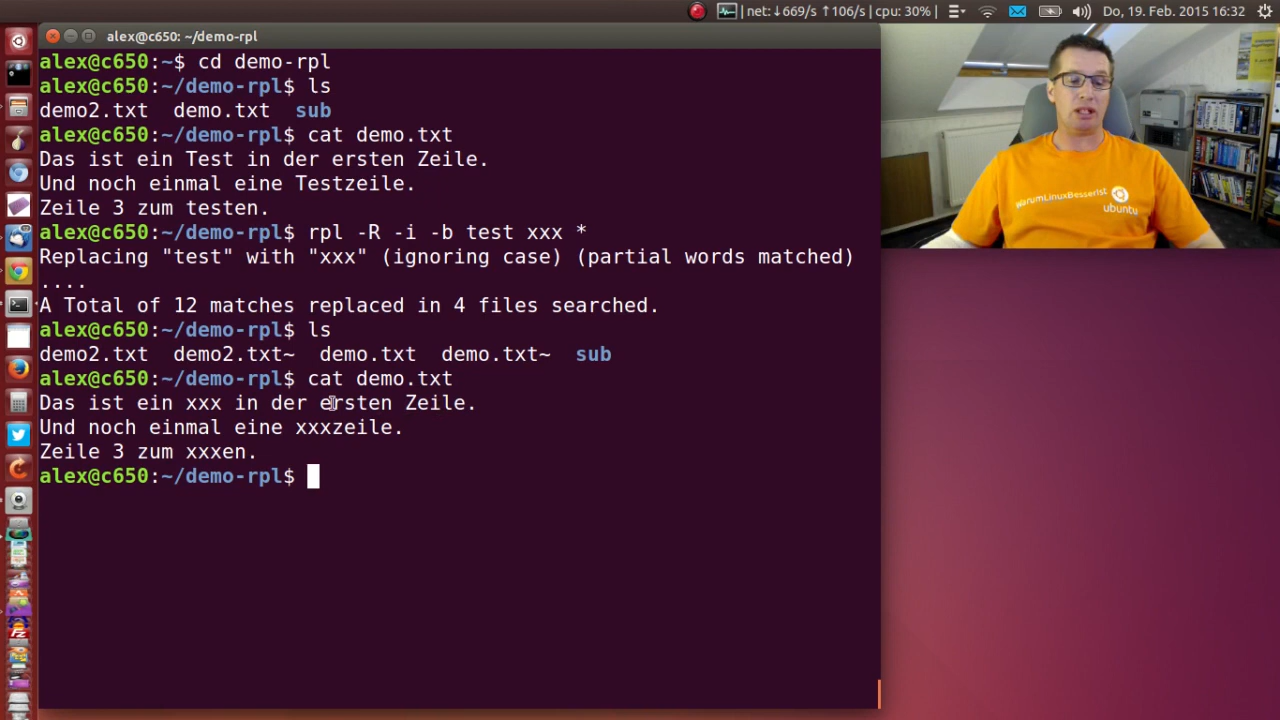 net:↓669/s ↑106/s | cpu: 30% | Do, 19. Feb. 2015 16:32
alex@c650: ~/demo-rpl
alex@c650:~$ cd demo-rpl
alex@c650:~/demo-rpl$ ls
demo2.txt demo.txt sub
alex@c650:~/demo-rpl$ cat demo.txt
Das ist ein Test in der ersten Zeile.
Und noch einmal eine Testzeile.
Zeile 3 zum testen.
alex@c650:~/demo-rpl$ rpl -R -i -b test xxx *
Replacing "test" with "xxx" (ignoring case) (partial words matched)
....
A Total of 12 matches replaced in 4 files searched.
alex@c650:~/demo-rpl$ ls
demo2.txt demo2.txt~ demo.txt demo.txt~ sub
alex@c650:~/demo-rpl$ cat demo.txt
Das ist ein xxx in der ersten Zeile.
Und noch einmal eine xxxzeile.
Zeile 3 zum xxxen.
alex@c650:~/demo-rpl$
WarumLinuxBesserIst
ubuntu